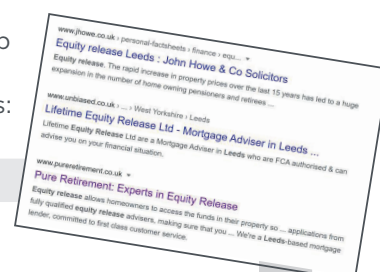 o
s:
www.jhowe.co.uk › personal-factsheets › finance › equ...
Equity release Leeds : John Howe & Co Solicitors
Equity release. The rapid increase in property prices over the last 15 years has led to a huge
expansion in the number of home owning pensioners and retirees ...
www.unbiased.co.uk › ... › West Yorkshire › Leeds
Lifetime Equity Release Ltd - Mortgage Adviser in Leeds ...
Lifetime Equity Release Ltd are a Mortgage Adviser in Leeds who are FCA authorised & can
advise you on your financial situation.
www.pureretirement.co.uk
Pure Retirement: Experts in Equity Release
Equity release allows homeowners to access the funds in their property so ... applications from
fully qualified equity release advisers, making sure that you ... We're a Leeds-based mortgage
lender, committed to first class customer service.